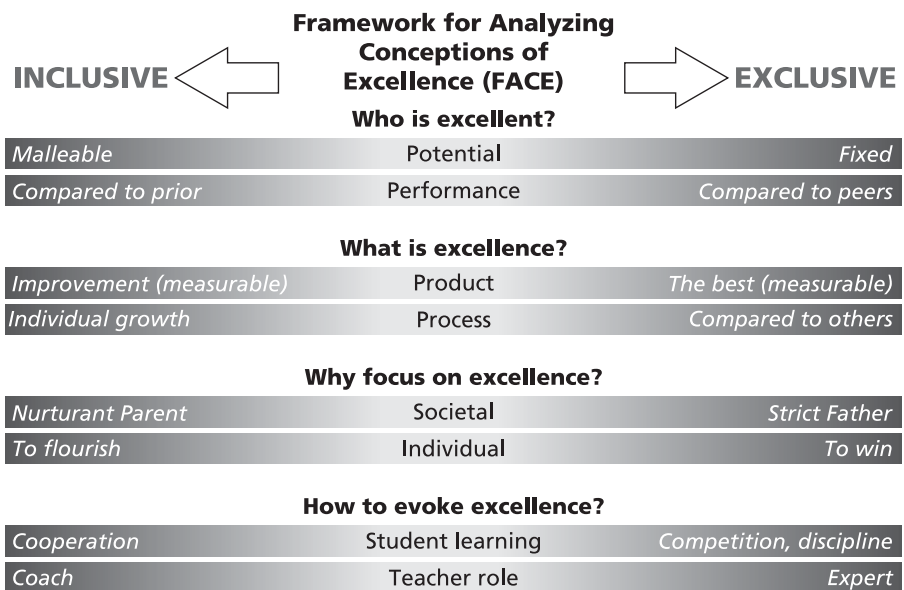 Framework for Analyzing
Conceptions of
Excellence (FACE)
INCLUSIVE
EXCLUSIVE
Who is excellent?
Malleable Potential Fixed
Compared to prior Performance Compared to peers
What is excellence?
Improvement (measurable) Product The best (measurable)
Individual growth Process Compared to others
Why focus on excellence?
Nurturant Parent Societal Strict Father
To flourish Individual To win
How to evoke excellence?
Cooperation Student learning Competition, discipline
Coach Teacher role Expert